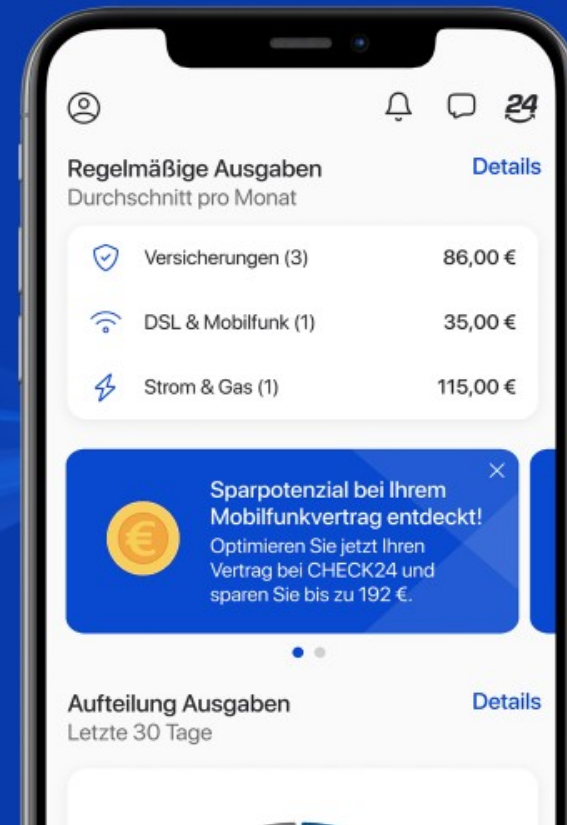 24
Regelmäßige Ausgaben Details
Durchschnitt pro Monat
Versicherungen (3) 86,00 €
DSL & Mobilfunk (1) 35,00 €
Strom & Gas (1) 115,00 €
Sparpotenzial bei Ihrem
Mobilfunkvertrag entdeckt!
Optimieren Sie jetzt Ihren
Vertrag bei CHECK24 und
sparen Sie bis zu 192 €.
€
Aufteilung Ausgaben Details
Letzte 30 Tage